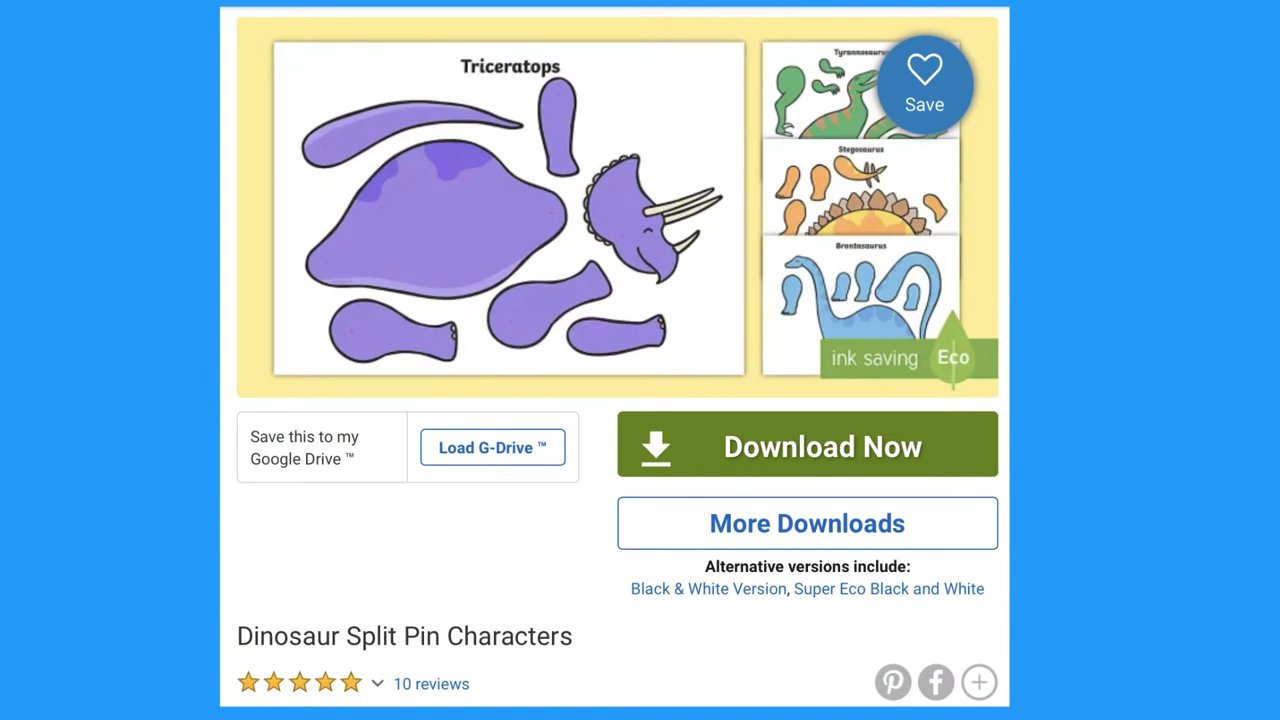 Triceratops
Tyrannosaurus
Save
Stegosaurus
Brontosaurus
ink saving
Eco
Save this to my
Google Drive ™
Load G-Drive ™
Download Now
More Downloads
Alternative versions include:
Black & White Version, Super Eco Black and White
Dinosaur Split Pin Characters
10 reviews